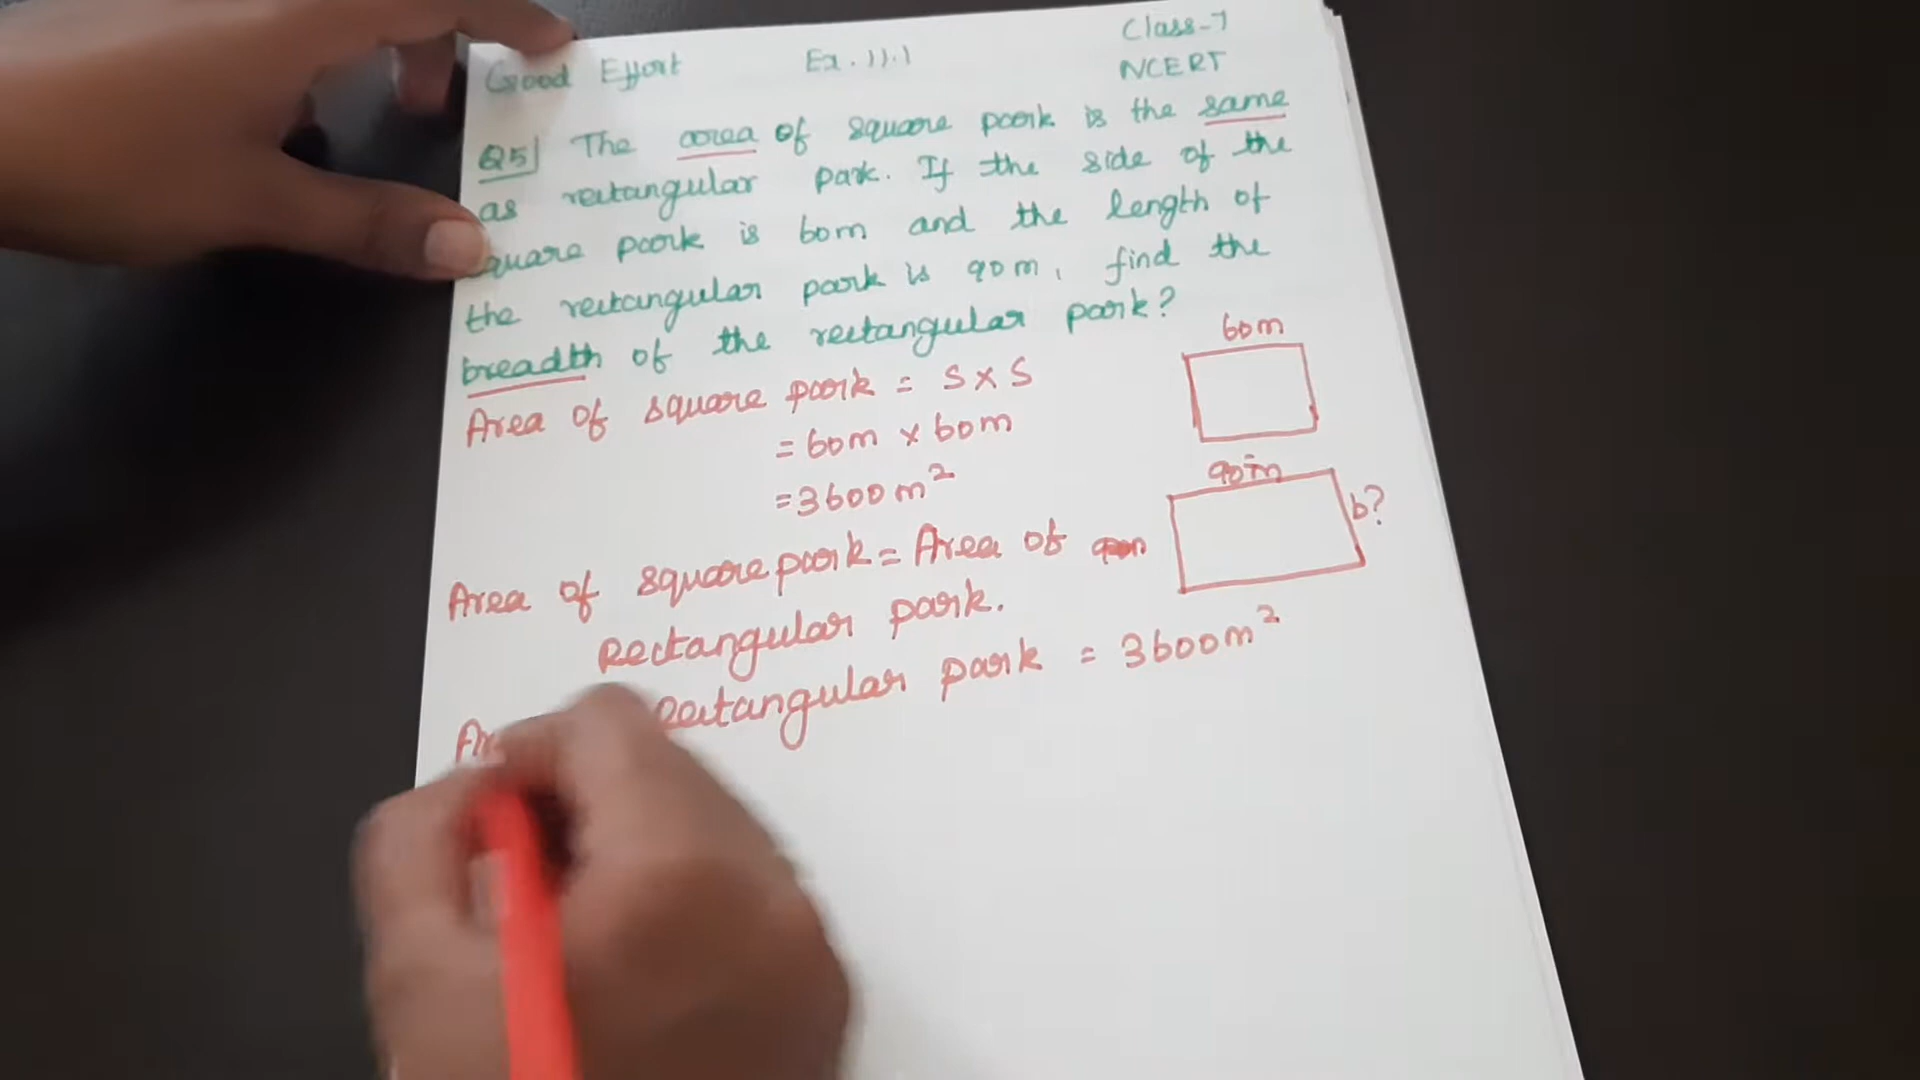 Good Effort Ex. 11.1 Class-7
NCERT
Q5] The area of square park is the same
as rectangular park. If the side of the
square park is 60m and the length of
the rectangular park is 90m, find the
breadth of the rectangular park?
60m
Area of square park = S × S
= 60m × 60m
= 3600m²
90m
b?
Area of square park = Area of
Rectangular park.
Rectangular park = 3600m²